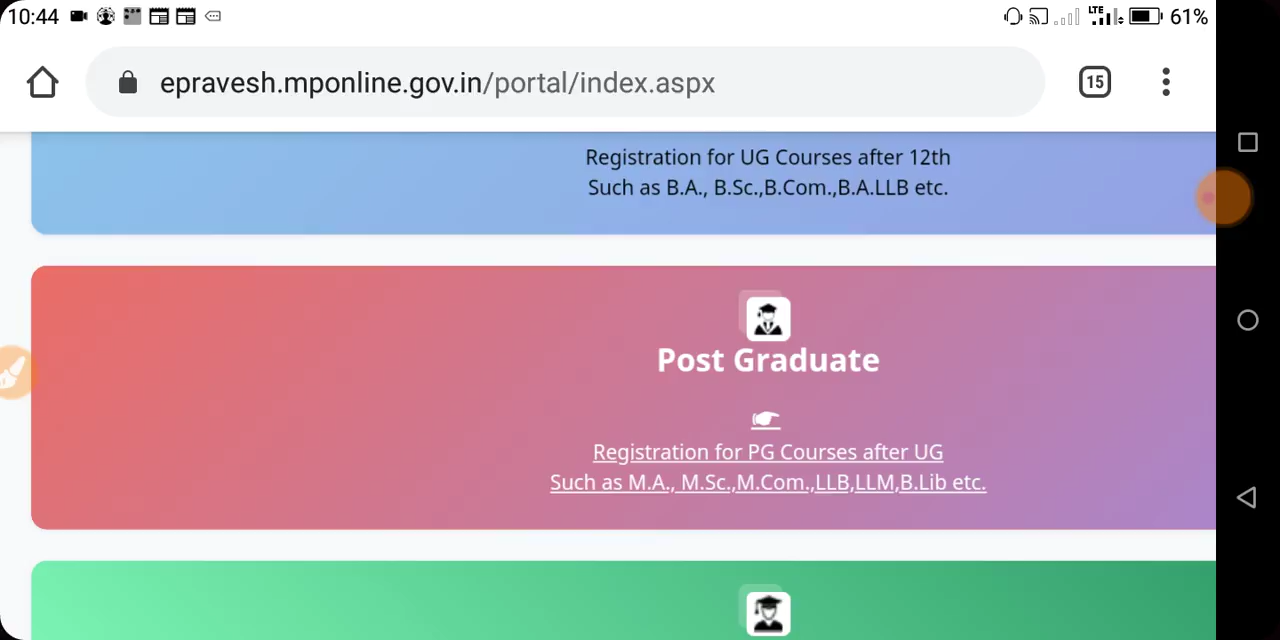 10:44
LTE
61%
epravesh.mponline.gov.in/portal/index.aspx
15
Registration for UG Courses after 12th
Such as B.A., B.Sc.,B.Com.,B.A.LLB etc.
Post Graduate
Registration for PG Courses after UG
Such as M.A., M.Sc.,M.Com.,LLB,LLM,B.Lib etc.